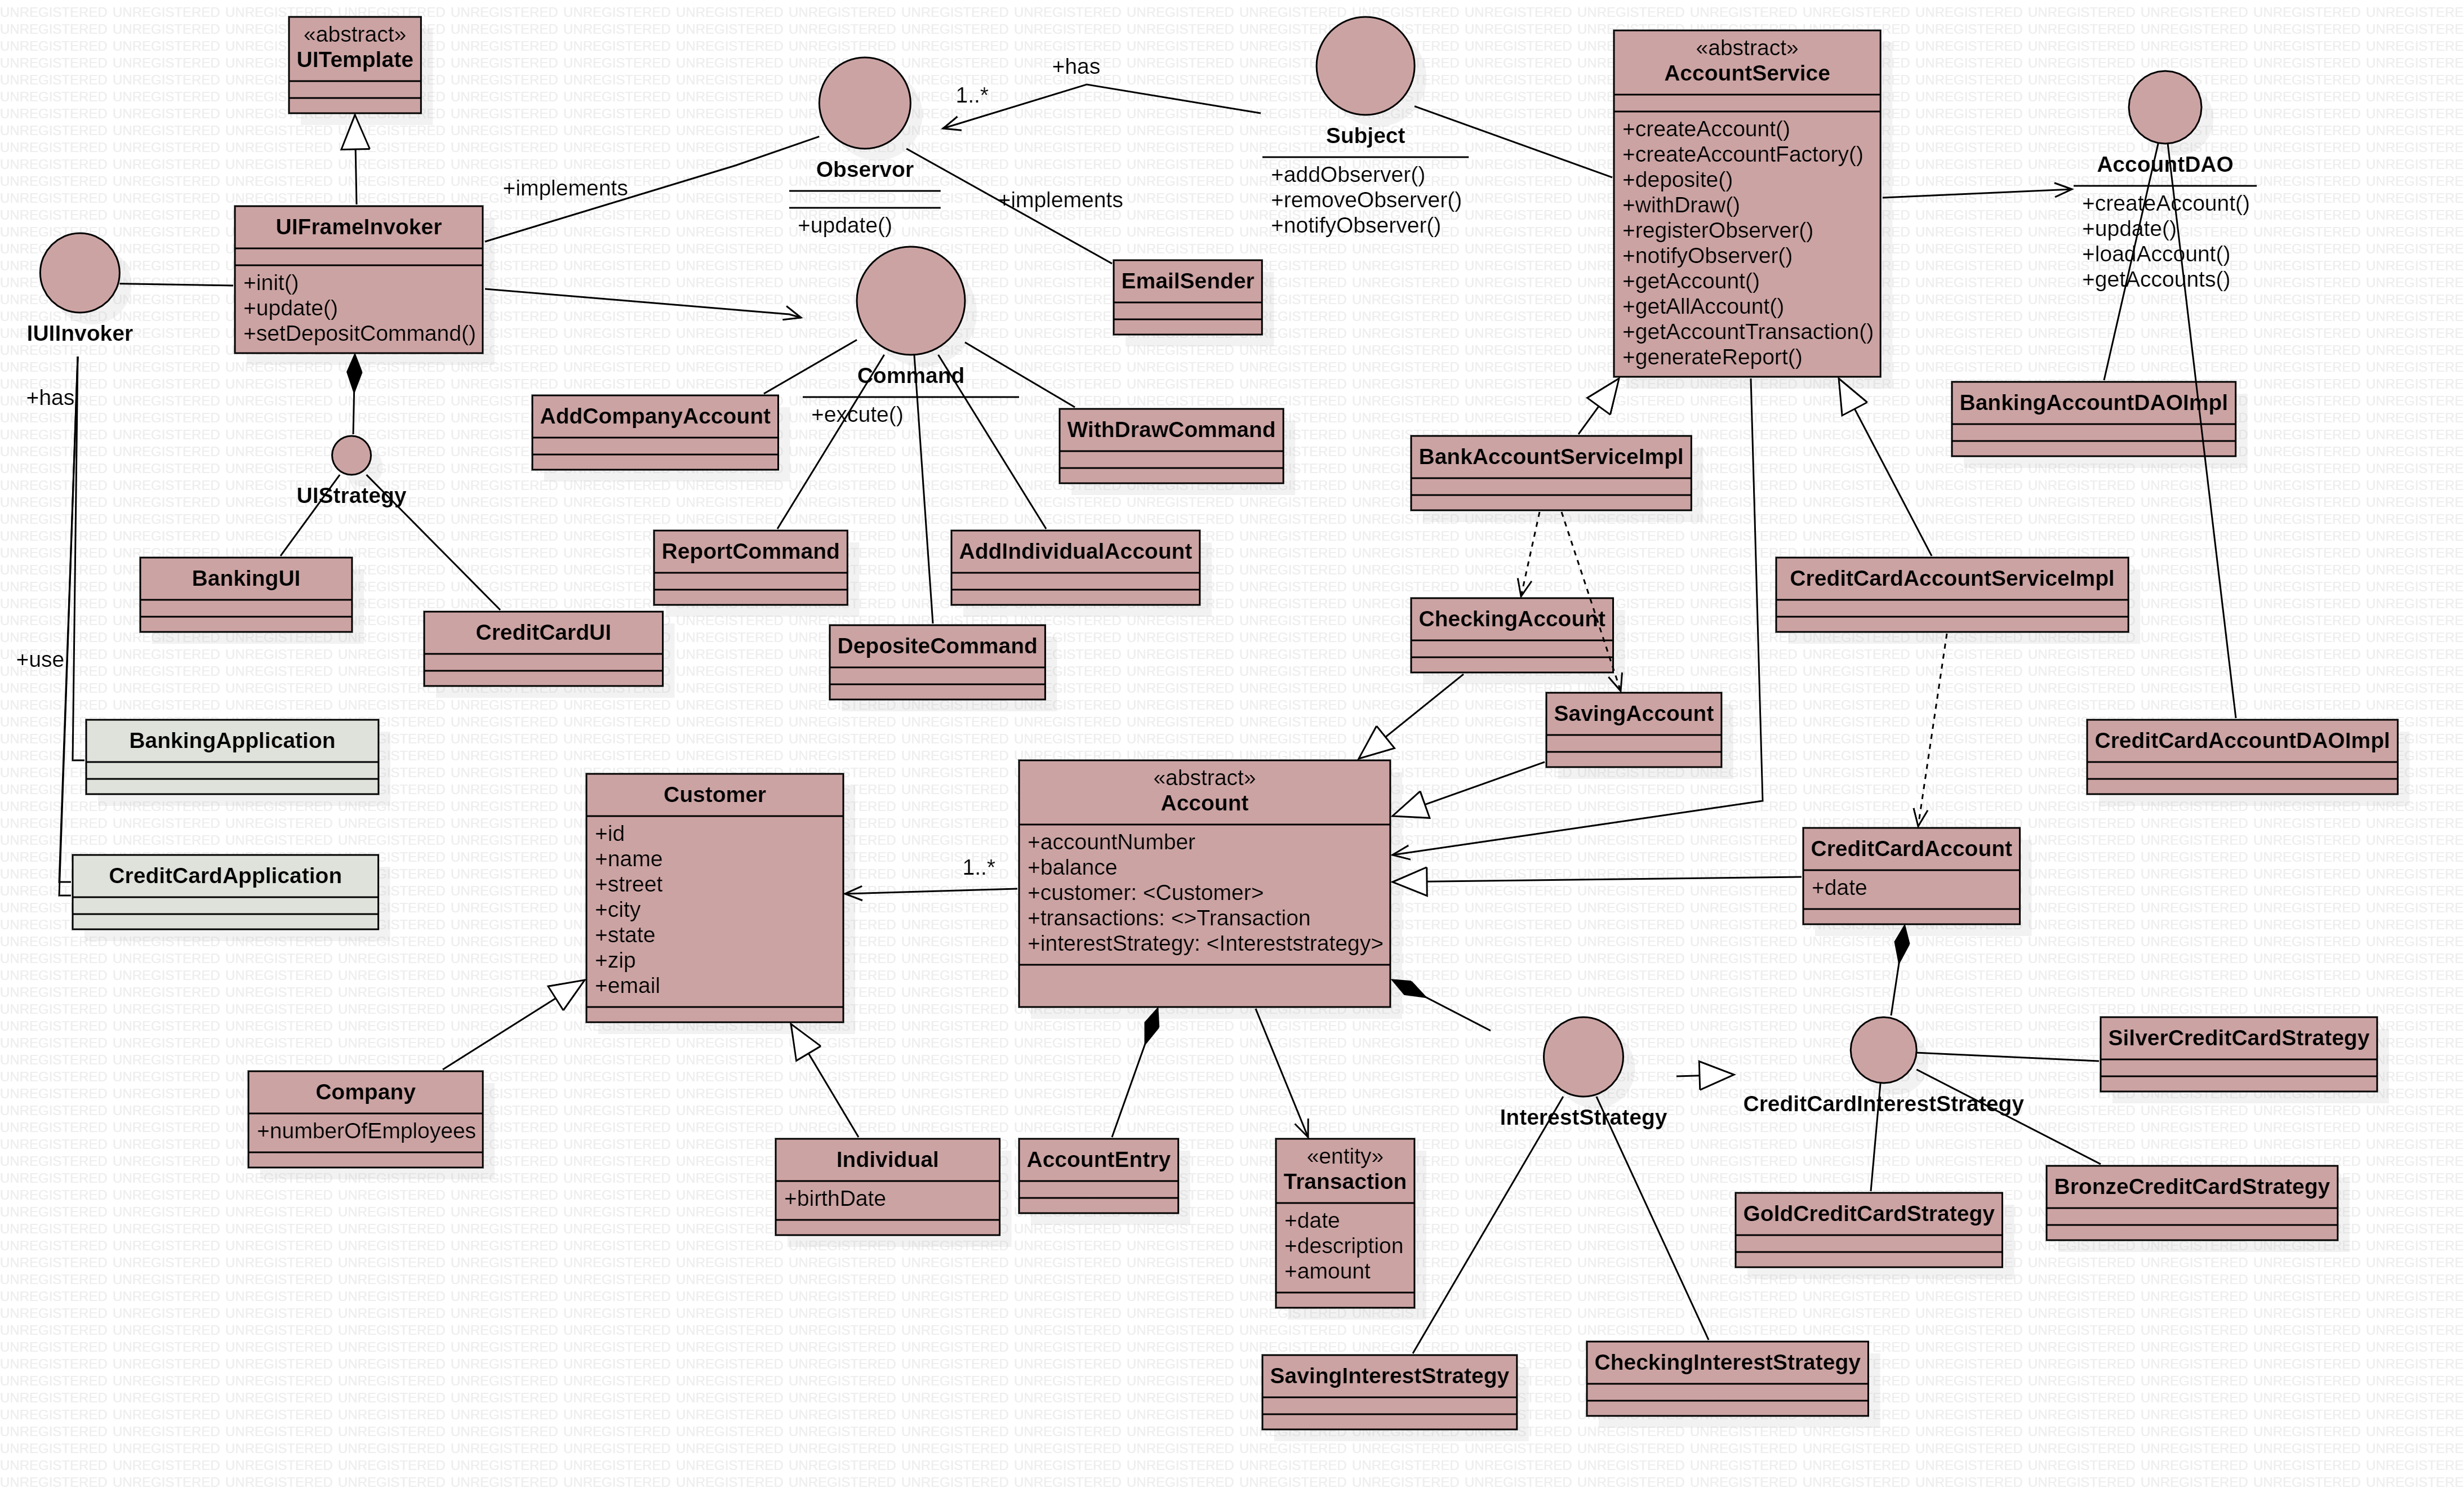 «abstract»
UITemplate
UIFrameInvoker
+init()
+update()
+setDepositCommand()
IUIInvoker
+has
+use
UIStrategy
BankingUI
CreditCardUI
BankingApplication
CreditCardApplication
+implements
Observor
+update()
+implements
1..*
+has
Subject
+addObserver()
+removeObserver()
+notifyObserver()
EmailSender
Command
+excute()
AddCompanyAccount
WithDrawCommand
ReportCommand
AddIndividualAccount
DepositeCommand
«abstract»
AccountService
+createAccount()
+createAccountFactory()
+deposite()
+withDraw()
+registerObserver()
+notifyObserver()
+getAccount()
+getAllAccount()
+getAccountTransaction()
+generateReport()
AccountDAO
+createAccount()
+update()
+loadAccount()
+getAccounts()
BankingAccountDAOImpl
BankAccountServiceImpl
CreditCardAccountServiceImpl
CheckingAccount
SavingAccount
CreditCardAccountDAOImpl
Customer
+id
+name
+street
+city
+state
+zip
+email
1..*
«abstract»
Account
+accountNumber
+balance
+customer: <Customer>
+transactions: <>Transaction
+interestStrategy: <Intereststrategy>
CreditCardAccount
+date
Company
+numberOfEmployees
Individual
+birthDate
AccountEntry
«entity»
Transaction
+date
+description
+amount
InterestStrategy
CreditCardInterestStrategy
SilverCreditCardStrategy
BronzeCreditCardStrategy
GoldCreditCardStrategy
SavingInterestStrategy
CheckingInterestStrategy
UNREGISTERED